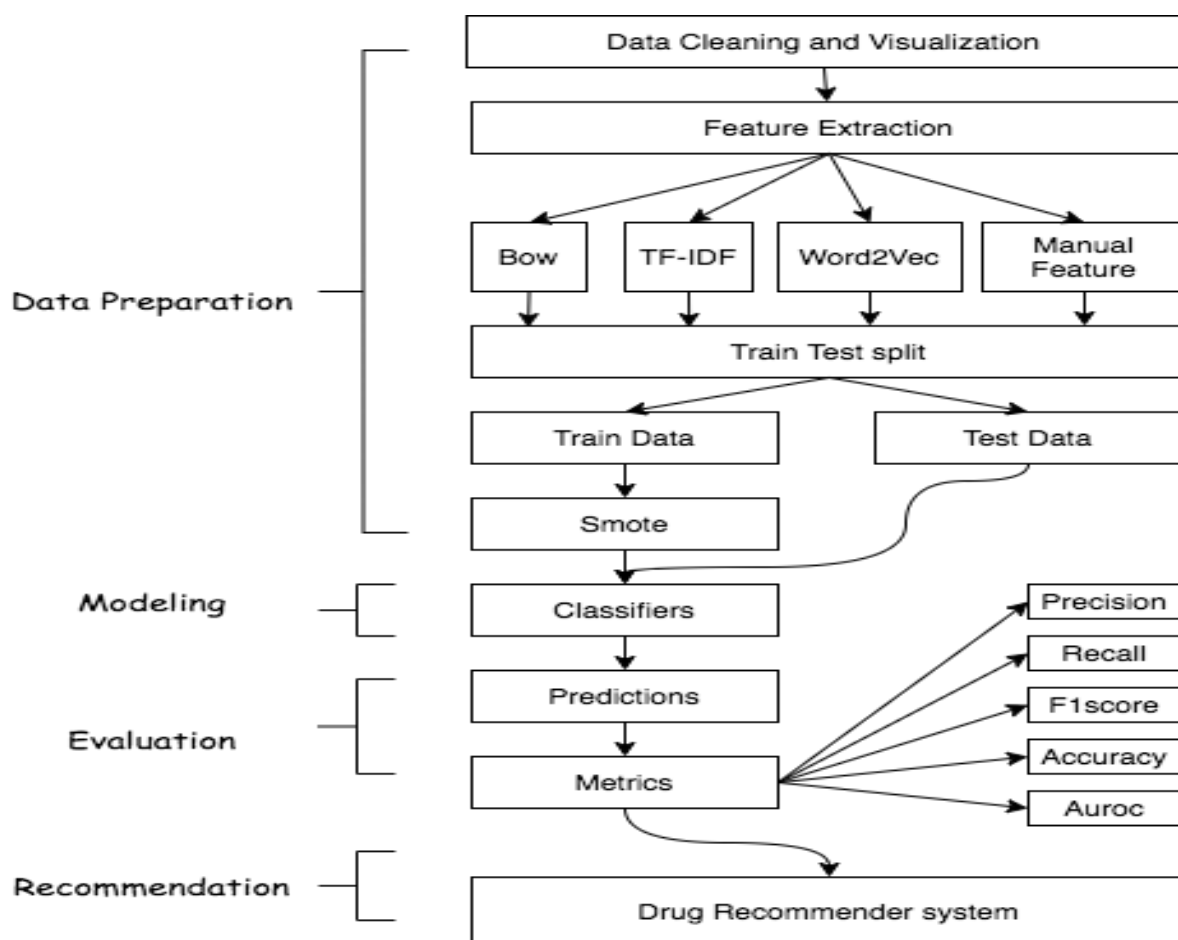 Data Cleaning and Visualization
Feature Extraction
Bow
TF-IDF
Word2Vec
Manual
Feature
Data Preparation
Train Test split
Train Data
Test Data
Smote
Modeling
Classifiers
Precision
Recall
Predictions
F1score
Evaluation
Accuracy
Metrics
Auroc
Recommendation
Drug Recommender system